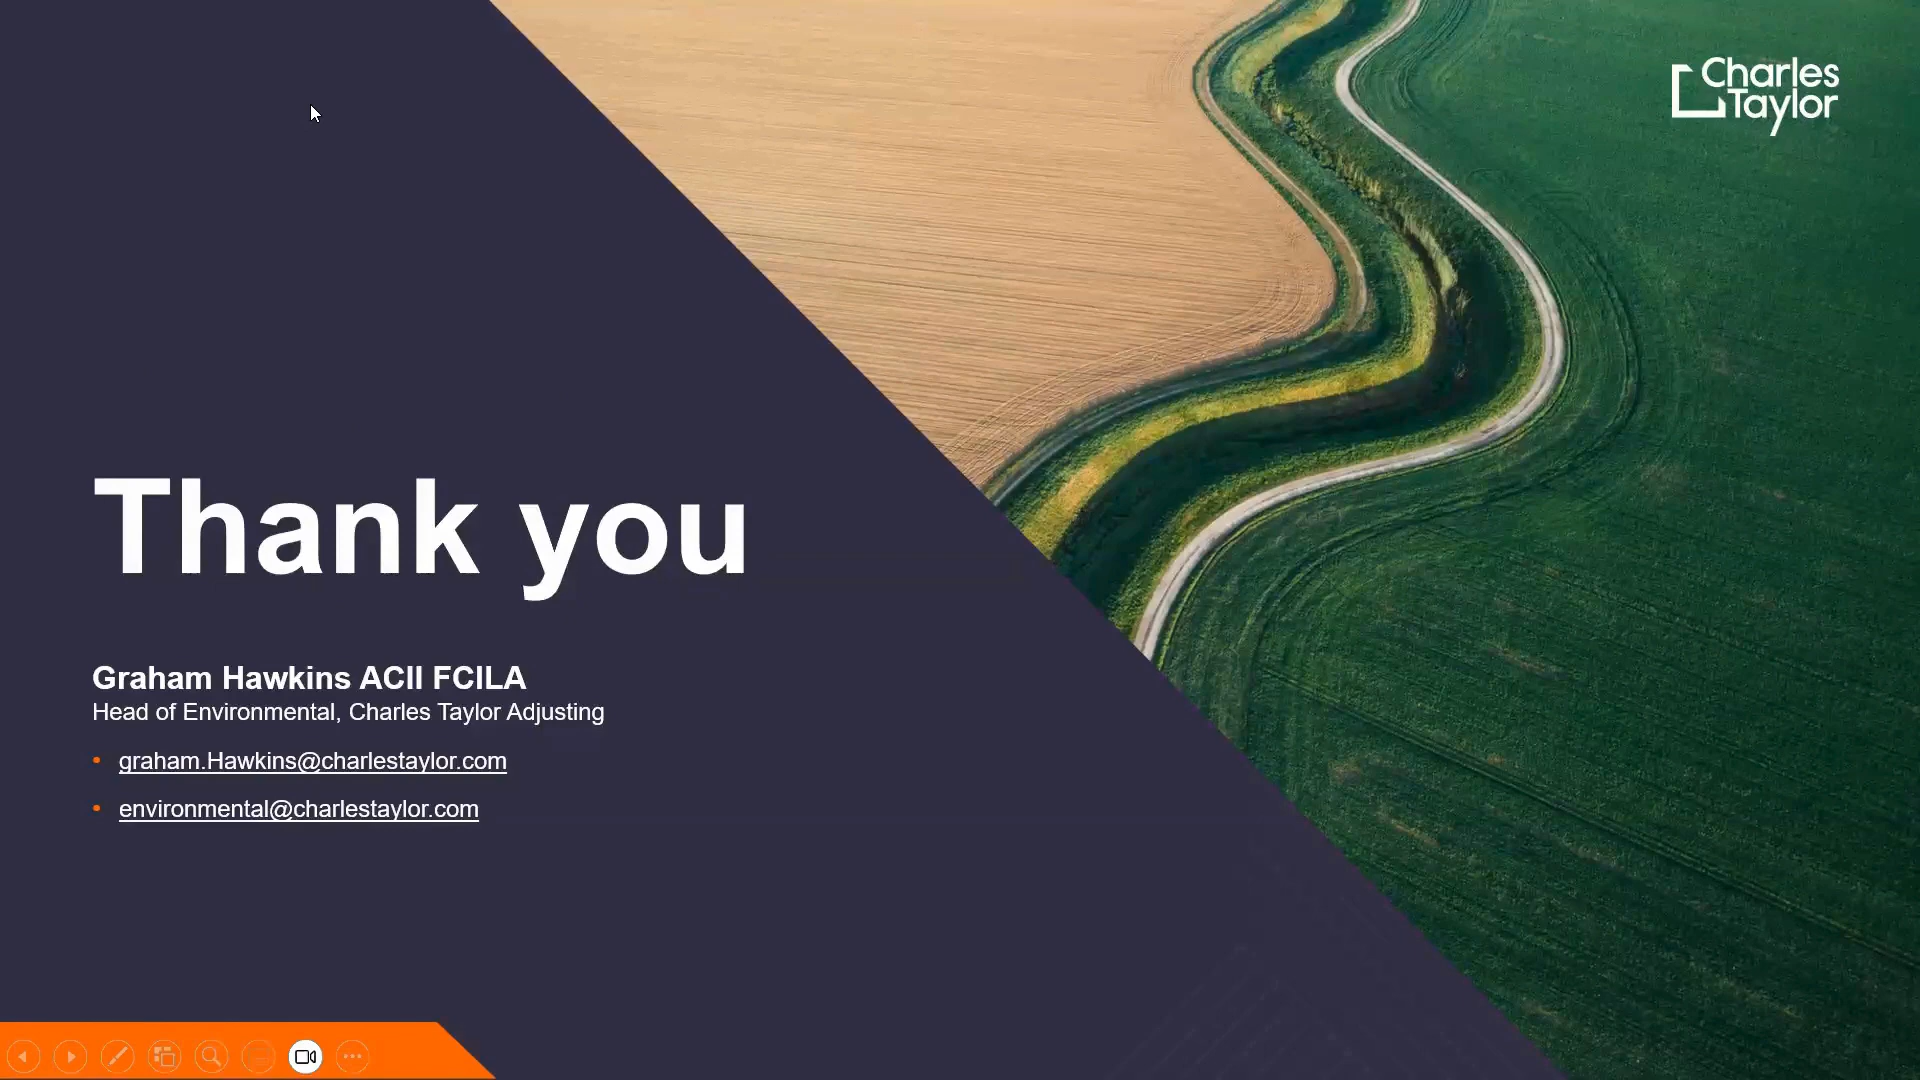 Charles
Taylor
Thank you
Graham Hawkins ACII FCILA
Head of Environmental, Charles Taylor Adjusting
graham.Hawkins@charlestaylor.com
environmental@charlestaylor.com